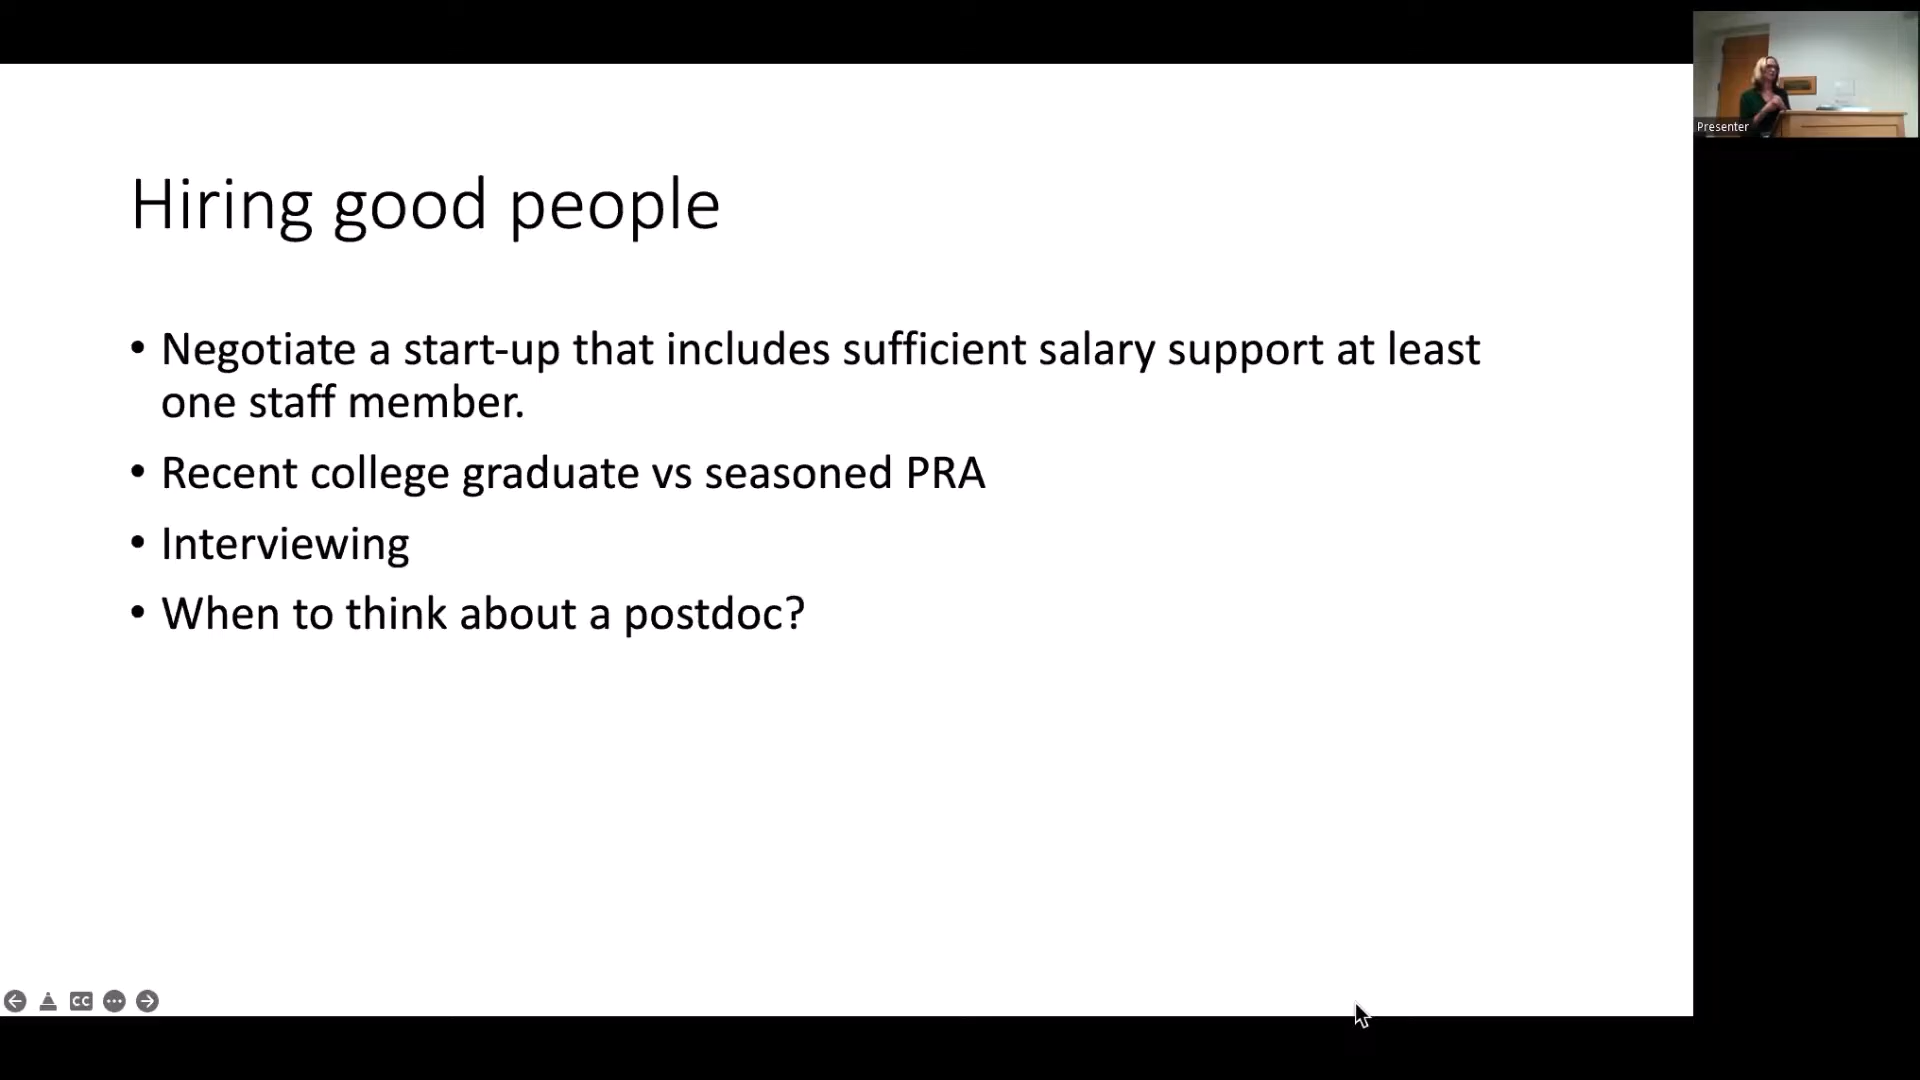 Presenter
Hiring good people
• Negotiate a start-up that includes sufficient salary support at least
one staff member.
• Recent college graduate vs seasoned PRA
• Interviewing
• When to think about a postdoc?
CC